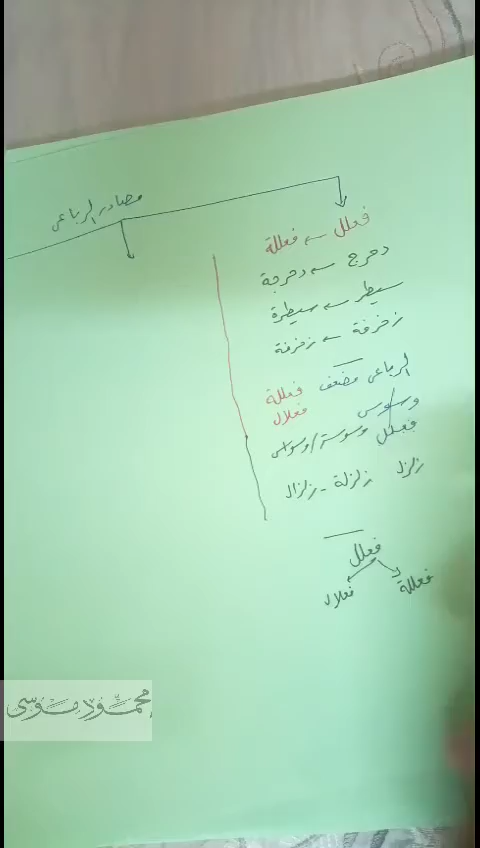 مصادر الرباعي
فعلل ← فعللة
دحرج ← دحرجة
سيطر ← سيطرة
زخرفة ← زخرفة
الرباعي مضعف فعللة
وسوس فعلال
فعلل وسوسة/وسواس
زلزل زلزلة - زلزال
فعلل
فعللة فعلال
محمود موسى